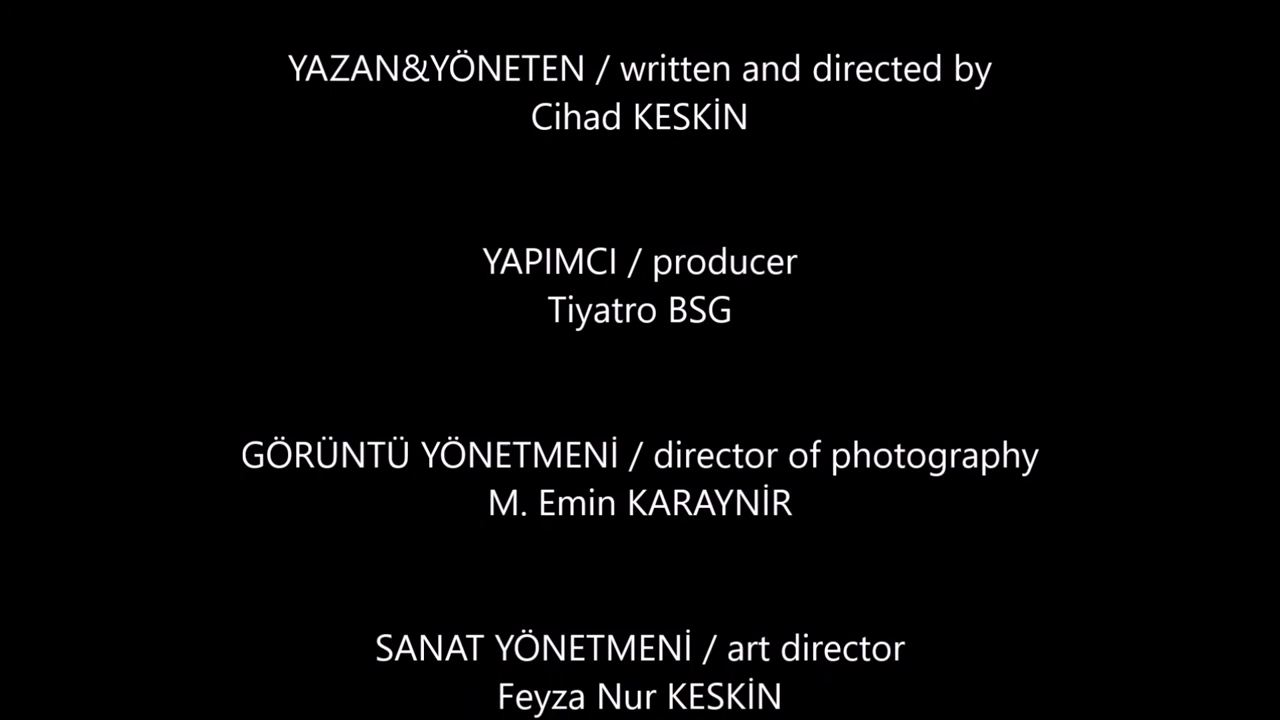 YAZAN&YÖNETEN / written and directed by
Cihad KESKİN
YAPIMCI / producer
Tiyatro BSG
GÖRÜNTÜ YÖNETMENİ / director of photography
M. Emin KARAYNİR
SANAT YÖNETMENİ / art director
Feyza Nur KESKİN